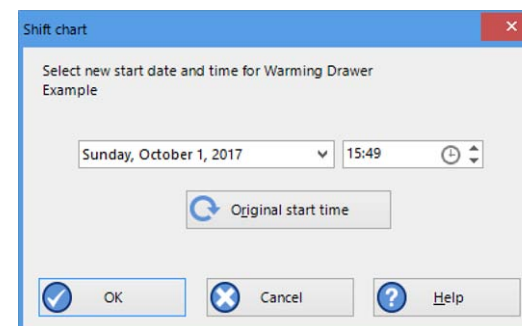 Shift chart
Select new start date and time for Warming Drawer
Example
Sunday, October 1, 2017 15:49
Original start time
OK Cancel Help